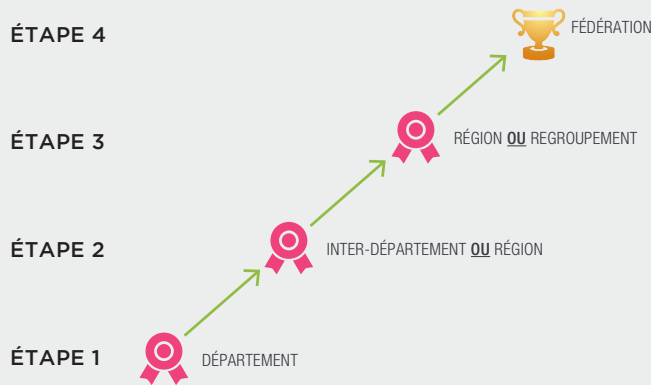 ÉTAPE 4
FÉDÉRATION
ÉTAPE 3
RÉGION OU REGROUPEMENT
ÉTAPE 2
INTER-DÉPARTEMENT OU RÉGION
ÉTAPE 1
DÉPARTEMENT